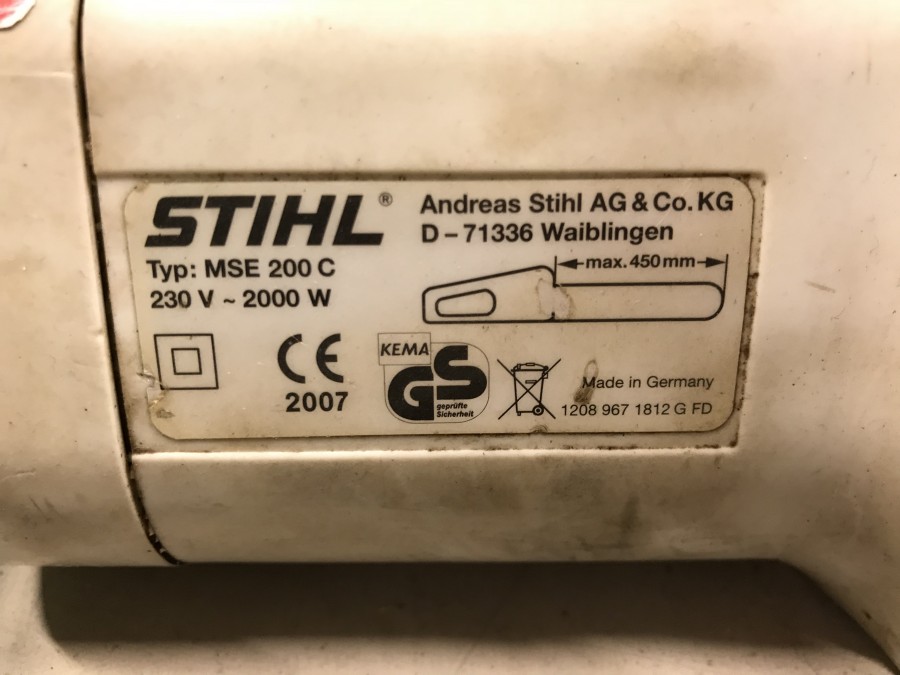 STIHL®
Typ: MSE 200 C
230 V ~ 2000 W
Andreas Stihl AG & Co. KG
D – 71336 Waiblingen
max. 450 mm
CE
2007
KEMA
GS
geprüfte
Sicherheit
Made in Germany
1208 967 1812 G FD